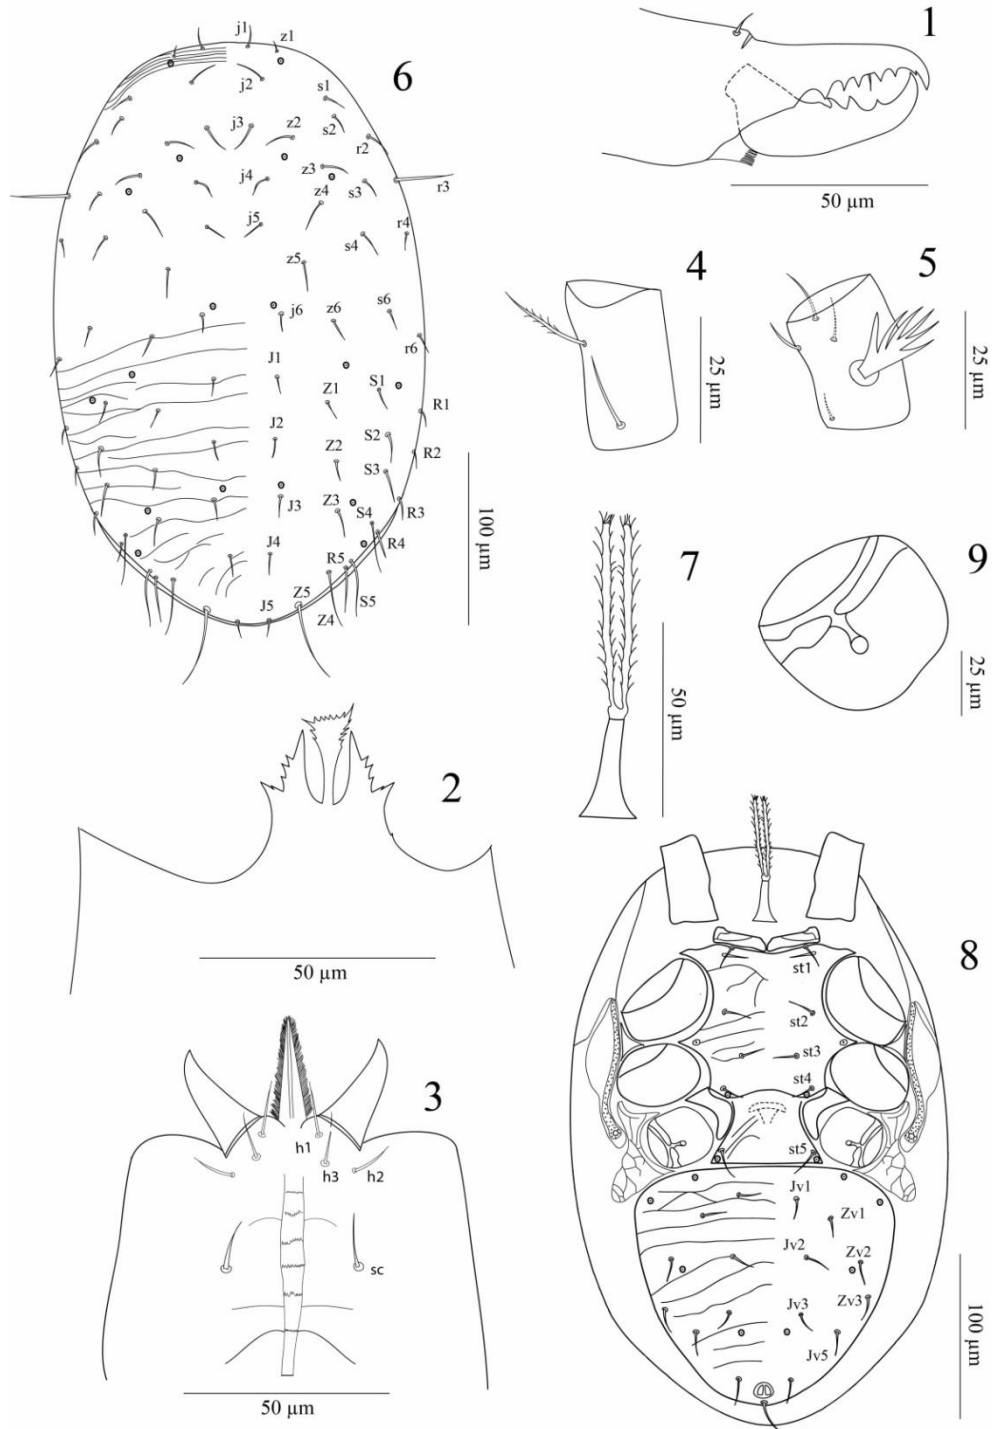 1
50 µm
6
j1
z1
j2
s1
j3
z2
s2
r2
z3
j4
z4
s3
r3
j5
r4
s4
z5
j6
z6
s6
r6
J1
Z1
S1
R1
J2
Z2
S2
R2
S3
J3
Z3
S4
R3
R4
J4
R5
J5
Z5
Z4
S5
100 µm
4
25 µm
5
25 µm
7
50 µm
9
25 µm
2
50 µm
3
h1
h3
h2
sc
50 µm
8
st1
st2
st3
st4
st5
Jv1
Zv1
Jv2
Zv2
Jv3
Zv3
Jv5
100 µm